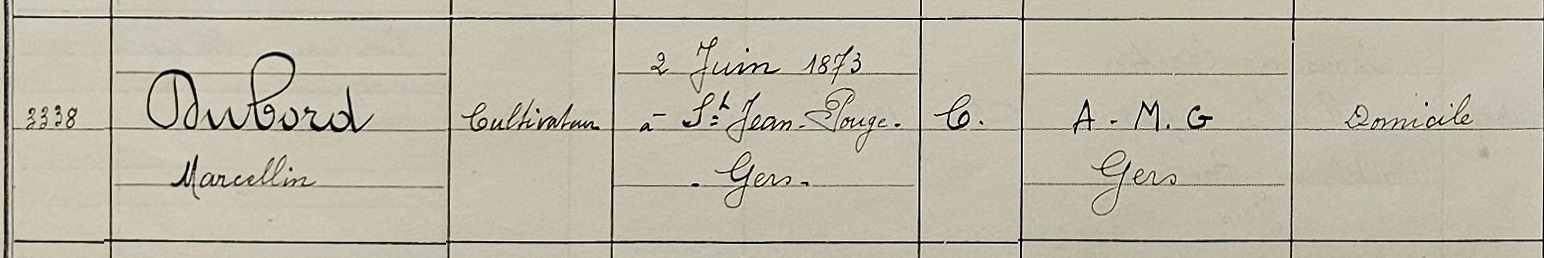 3338
Dubord
Marcellin
Cultivateur
2 Juin 1873
à St. Jean-Pouge.
Gers.
C.
A. M. G
Gers
Domicile